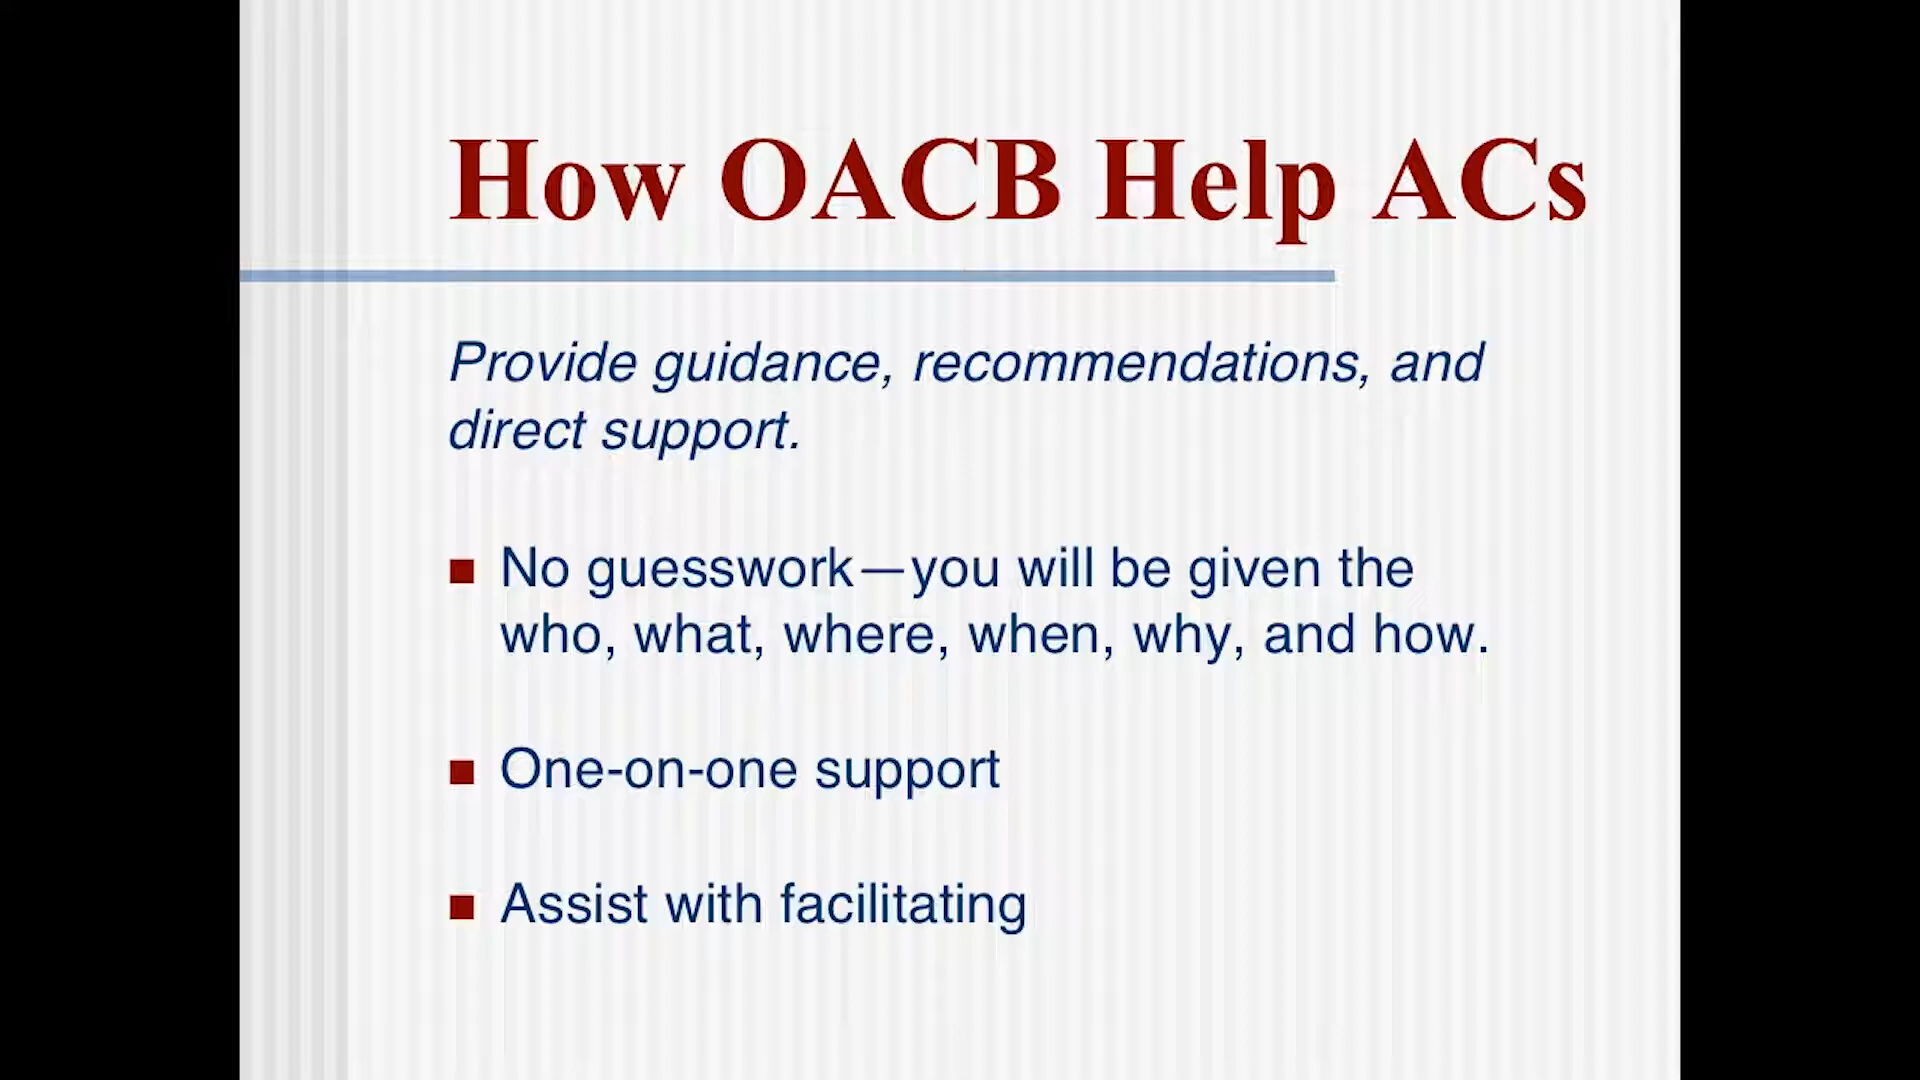 How OACB Help ACs
Provide guidance, recommendations, and
direct support.
No guesswork—you will be given the
who, what, where, when, why, and how.
One-on-one support
Assist with facilitating